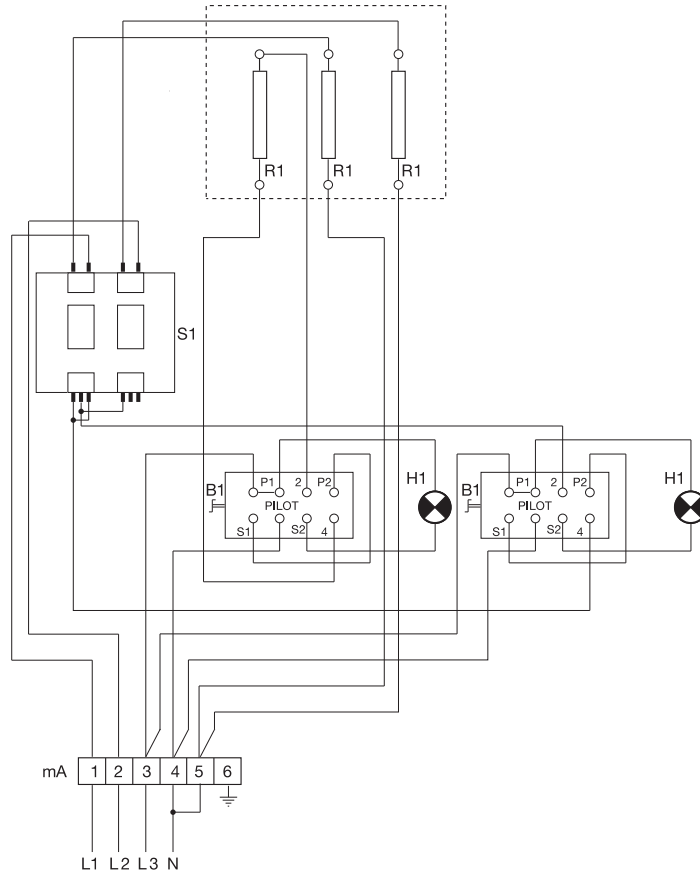 R1 R1 R1
S1
H1 H1
P1 2 P2 P1 2 P2
B1 B1
PILOT PILOT
S1 S2 4 S1 S2 4
mA 1 2 3 4 5 6
L1 L2 L3 N